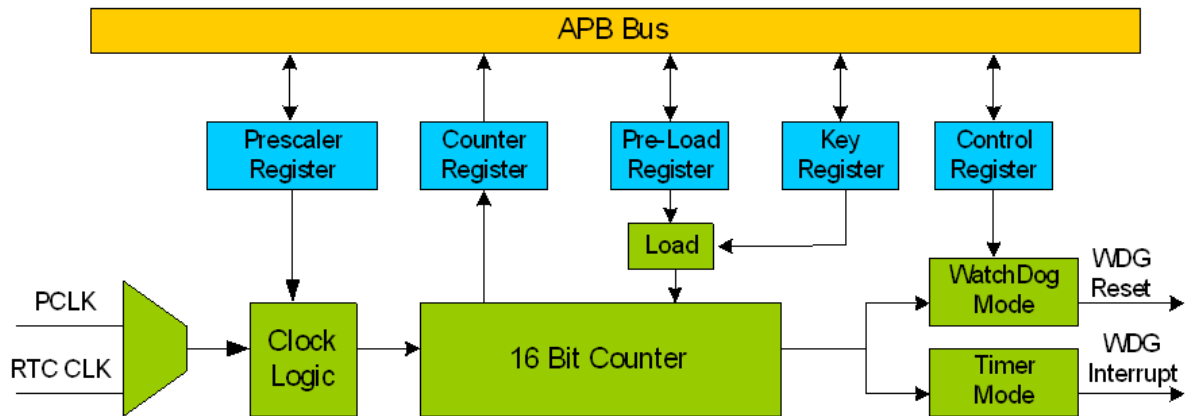 APB Bus
Prescaler
Register
Counter
Register
Pre-Load
Register
Key
Register
Control
Register
Load
PCLK
RTC CLK
Clock
Logic
16 Bit Counter
WatchDog
Mode
WDG
Reset
Timer
Mode
WDG
Interrupt